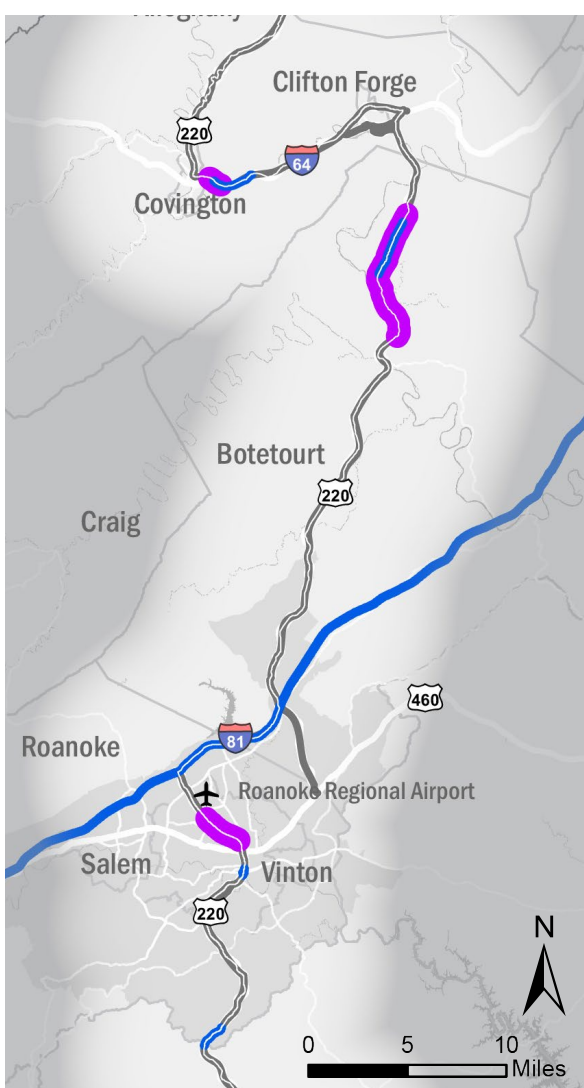 Alleghany
Clifton Forge
220
64
Covington
Botetourt
220
Craig
460
Roanoke
81
Roanoke Regional Airport
Salem
Vinton
220
N
0 5 10
Miles